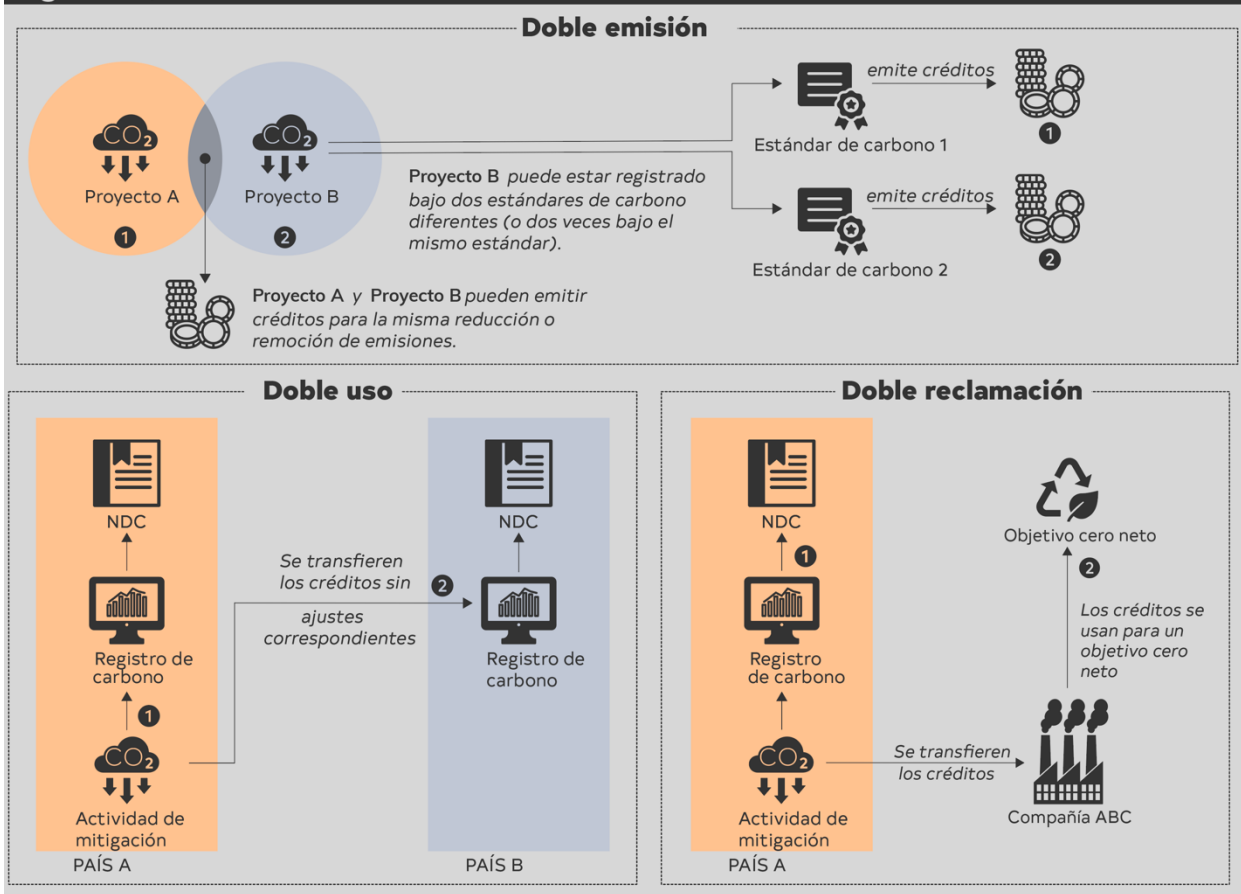 Doble emisión
CO2
Proyecto A
1
CO2
Proyecto B
2
Proyecto B puede estar registrado
bajo dos estándares de carbono
diferentes (o dos veces bajo el
mismo estándar).
Estándar de carbono 1
emite créditos
1
Estándar de carbono 2
emite créditos
2
Proyecto A y Proyecto B pueden emitir
créditos para la misma reducción o
remoción de emisiones.
Doble uso
NDC
Registro de
carbono
1
CO2
Actividad de
mitigación
PAÍS A
Se transfieren
los créditos sin
ajustes
correspondientes
2
NDC
Registro de
carbono
PAÍS B
Doble reclamación
NDC
1
Registro
de carbono
CO2
Actividad de
mitigación
PAÍS A
Se transfieren
los créditos
Objetivo cero neto
2
Los créditos se
usan para un
objetivo cero
neto
Compañía ABC